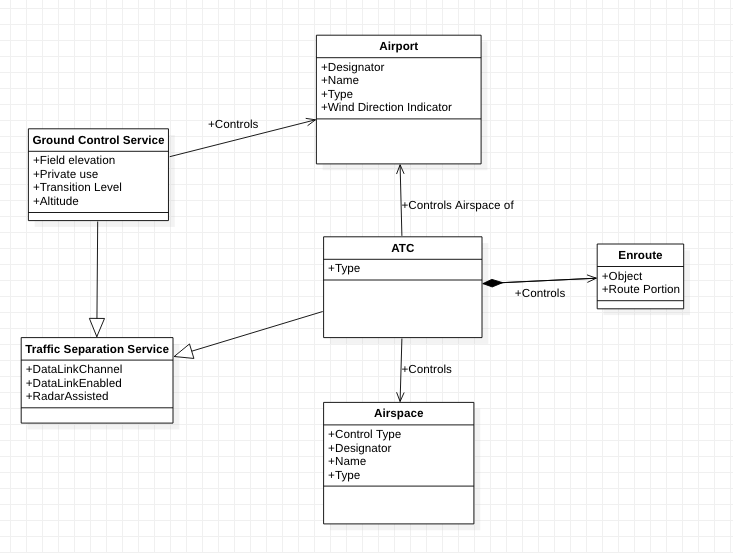 Airport
+Designator
+Name
+Type
+Wind Direction Indicator
+Controls
Ground Control Service
+Field elevation
+Private use
+Transition Level
+Altitude
+Controls Airspace of
ATC
+Type
Enroute
+Object
+Route Portion
+Controls
Traffic Separation Service
+DataLinkChannel
+DataLinkEnabled
+RadarAssisted
+Controls
Airspace
+Control Type
+Designator
+Name
+Type